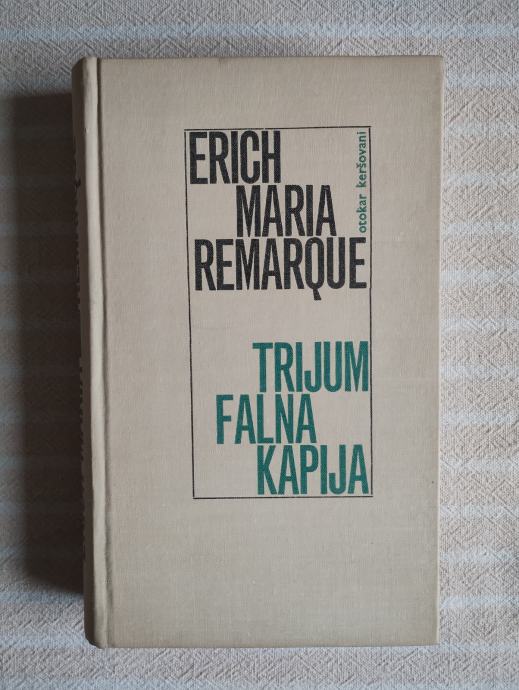 ERICH
MARIA
REMARQUE
otokar keršovani
TRIJUM
FALNA
KAPIJA